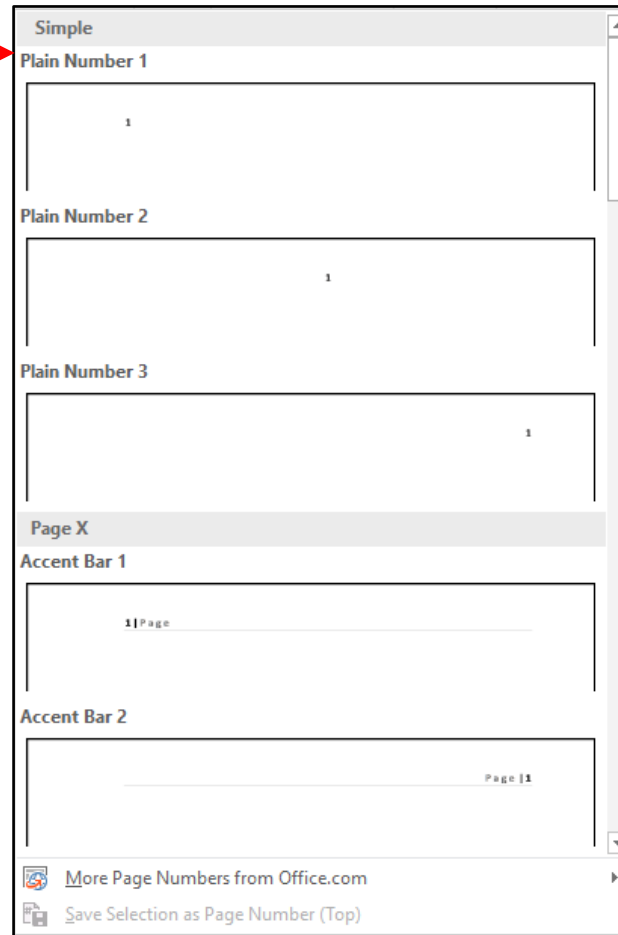 Simple
Plain Number 1
1
Plain Number 2
1
Plain Number 3
1
Page X
Accent Bar 1
1|Page
Accent Bar 2
Page|1
More Page Numbers from Office.com
Save Selection as Page Number (Top)